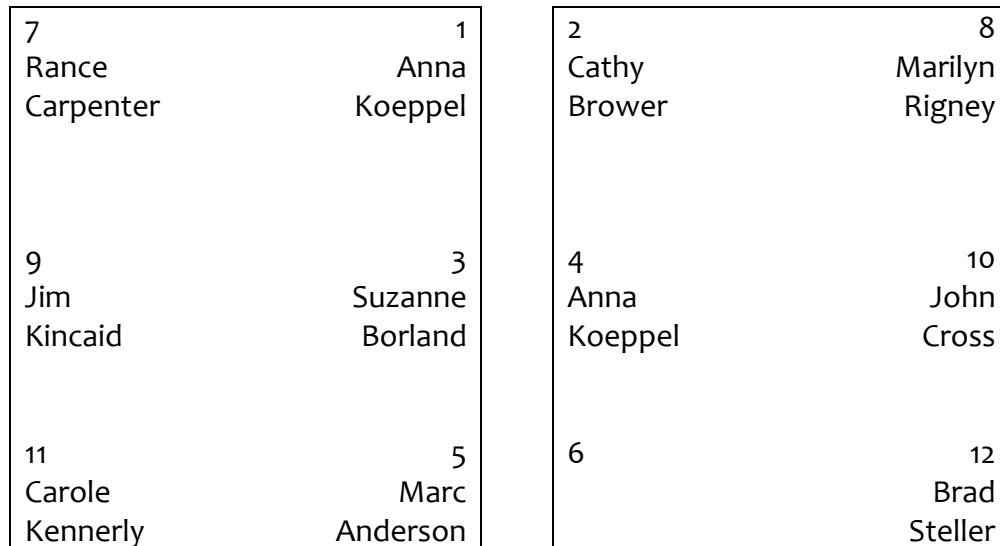 7 1
Rance Anna
Carpenter Koeppel
9 3
Jim Suzanne
Kincaid Borland
11 5
Carole Marc
Kennerly Anderson
2 8
Cathy Marilyn
Brower Rigney
4 10
Anna John
Koeppel Cross
6 12
Brad
Steller